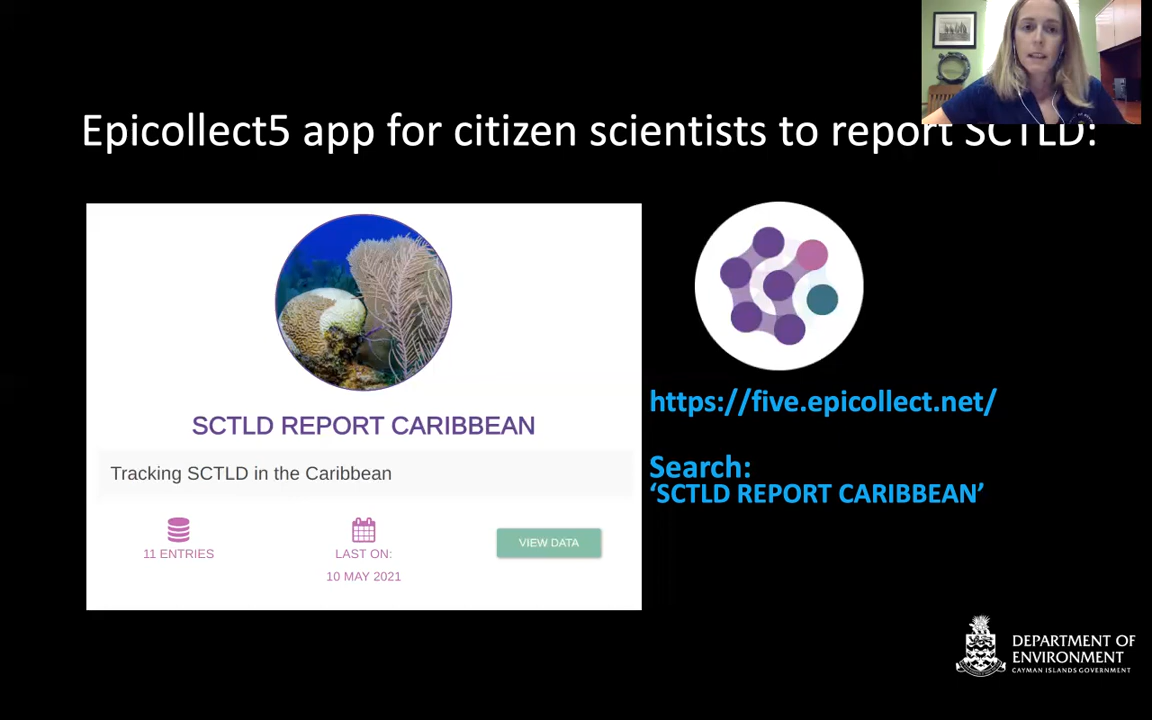 Epicollect5 app for citizen scientists to report SCTLD:
SCTLD REPORT CARIBBEAN
Tracking SCTLD in the Caribbean
11 ENTRIES
LAST ON:
10 MAY 2021
VIEW DATA
https://five.epicollect.net/
Search:
‘SCTLD REPORT CARIBBEAN’
DEPARTMENT OF
ENVIRONMENT
CAYMAN ISLANDS GOVERNMENT